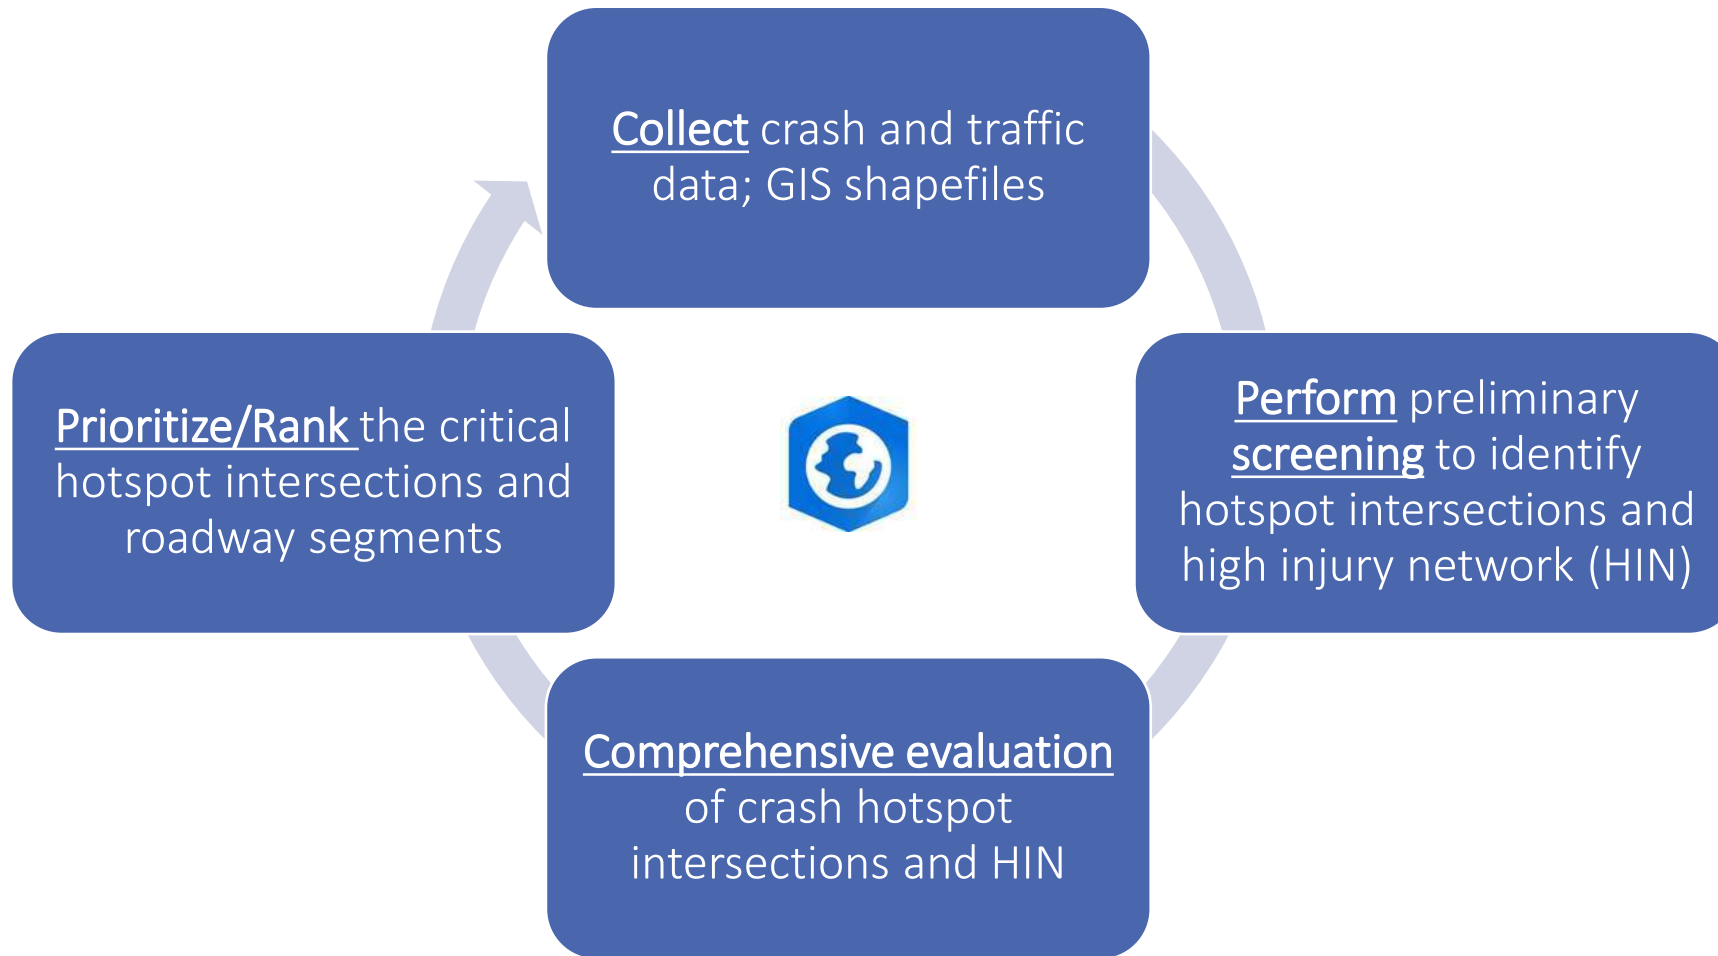 Collect crash and traffic
data; GIS shapefiles
Perform preliminary
screening to identify
hotspot intersections and
high injury network (HIN)
Comprehensive evaluation
of crash hotspot
intersections and HIN
Prioritize/Rank the critical
hotspot intersections and
roadway segments